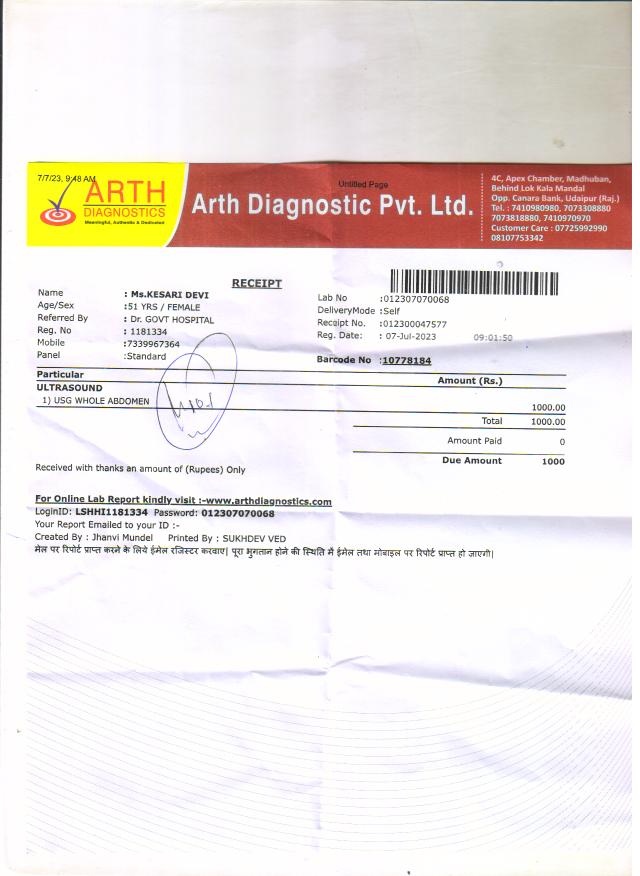 7/7/23, 9:48 AM
Untitled Page
ARTH
DIAGNOSTICS
Meaningful, Authentic & Dedicated
Arth Diagnostic Pvt. Ltd.
4C, Apex Chamber, Madhuban,
Behind Lok Kala Mandal
Opp. Canara Bank, Udaipur (Raj.)
Tel. : 7410980980, 7073308880
7073818880, 7410970970
Customer Care : 07725992990
08107753342
RECEIPT
Name : Ms.KESARI DEVI
Age/Sex :51 YRS / FEMALE
Referred By : Dr. GOVT HOSPITAL
Reg. No : 1181334
Mobile :7339967364
Panel :Standard
Lab No :012307070068
DeliveryMode :Self
Receipt No. :012300047577
Reg. Date: : 07-Jul-2023 09:01:50
Barcode No :10778184
Particular Amount (Rs.)
ULTRASOUND
1) USG WHOLE ABDOMEN 1000.00
Total 1000.00
Amount Paid 0
Due Amount 1000
Received with thanks an amount of (Rupees) Only
For Online Lab Report kindly visit :-www.arthdiagnostics.com
LoginID: LSHHI1181334 Password: 012307070068
Your Report Emailed to your ID :-
Created By : Jhanvi Mundel Printed By : SUKHDEV VED
मेल पर रिपोर्ट प्राप्त करने के लिये ईमेल रजिस्टर करवाए| पूरा भुगतान होने की स्थिति में ईमेल तथा मोबाइल पर रिपोर्ट प्राप्त हो जाएगी|